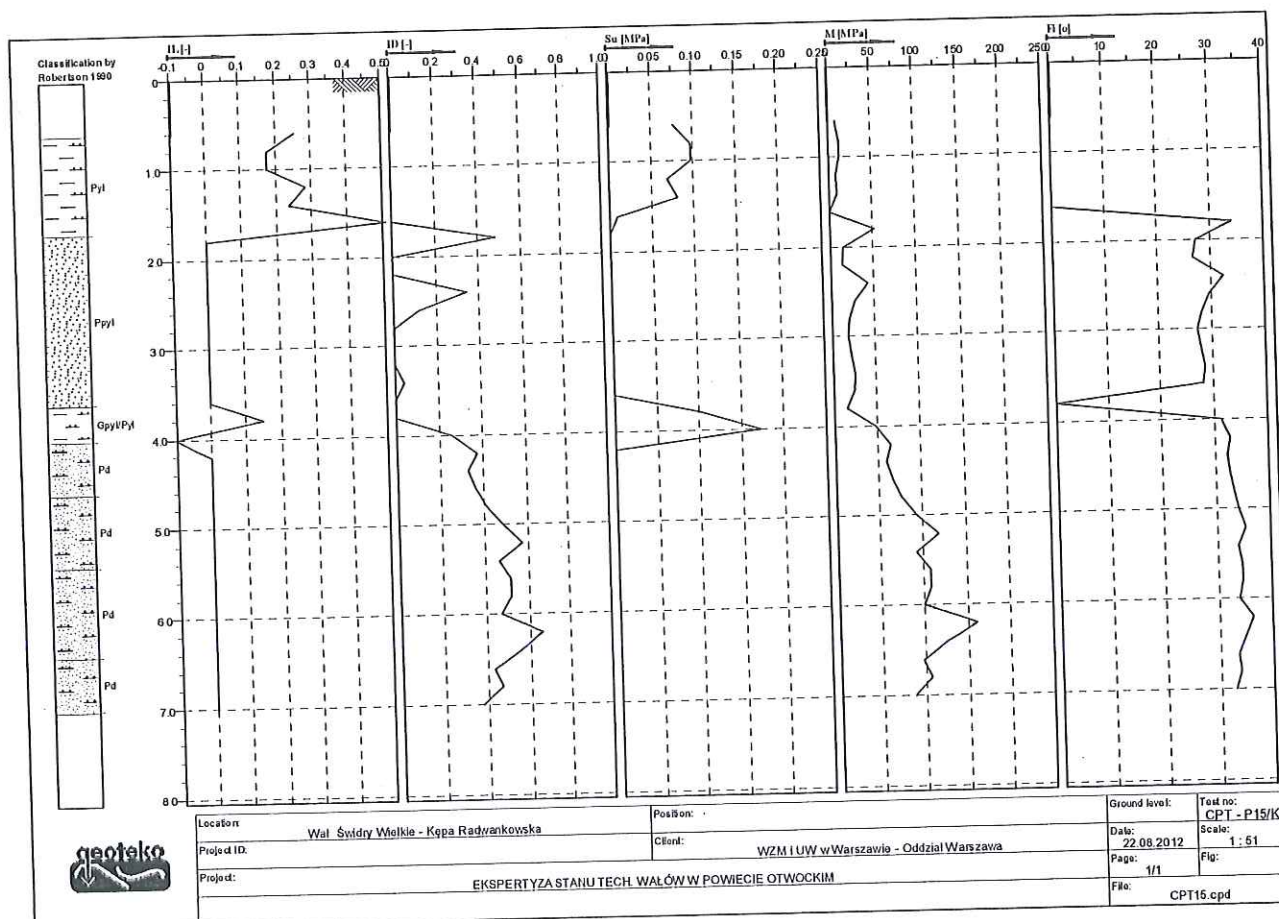 Classification by
Robertson 1990
IL [-]
-0.1 0 0.1 0.2 0.3 0.4 0.5
ID [-]
0 0.2 0.4 0.6 0.8 1.0
Su [MPa]
0 0.05 0.10 0.15 0.20 0.25
M [MPa]
0 50 100 150 200 250
Fi [o]
0 10 20 30 40
0
1.0
2.0
3.0
4.0
5.0
6.0
7.0
8.0
Pyl
Ppyl
Gpyl/Pyl
Pd
Pd
Pd
Pd
geoteko
Location:
Wał Świdry Wielkie - Kępa Radwankowska
Position:
Ground level:
Test no:
CPT - P15/K
Project ID:
Client:
WZM i UW w Warszawie - Oddział Warszawa
Date:
22.08.2012
Scale:
1 : 51
Page:
1/1
Fig:
Project:
EKSPERTYZA STANU TECH. WAŁÓW W POWIECIE OTWOCKIM
File:
CPT15.cpd